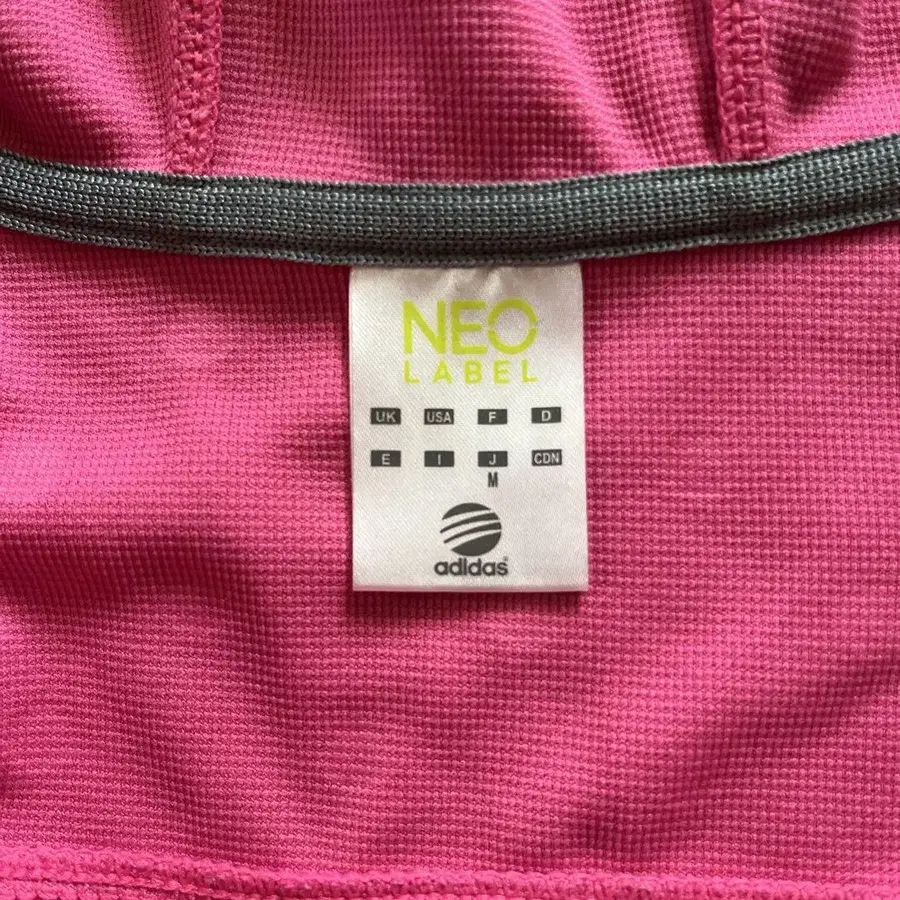 NEO
LABEL
UK USA F D
E I J CDN
M
adidas®